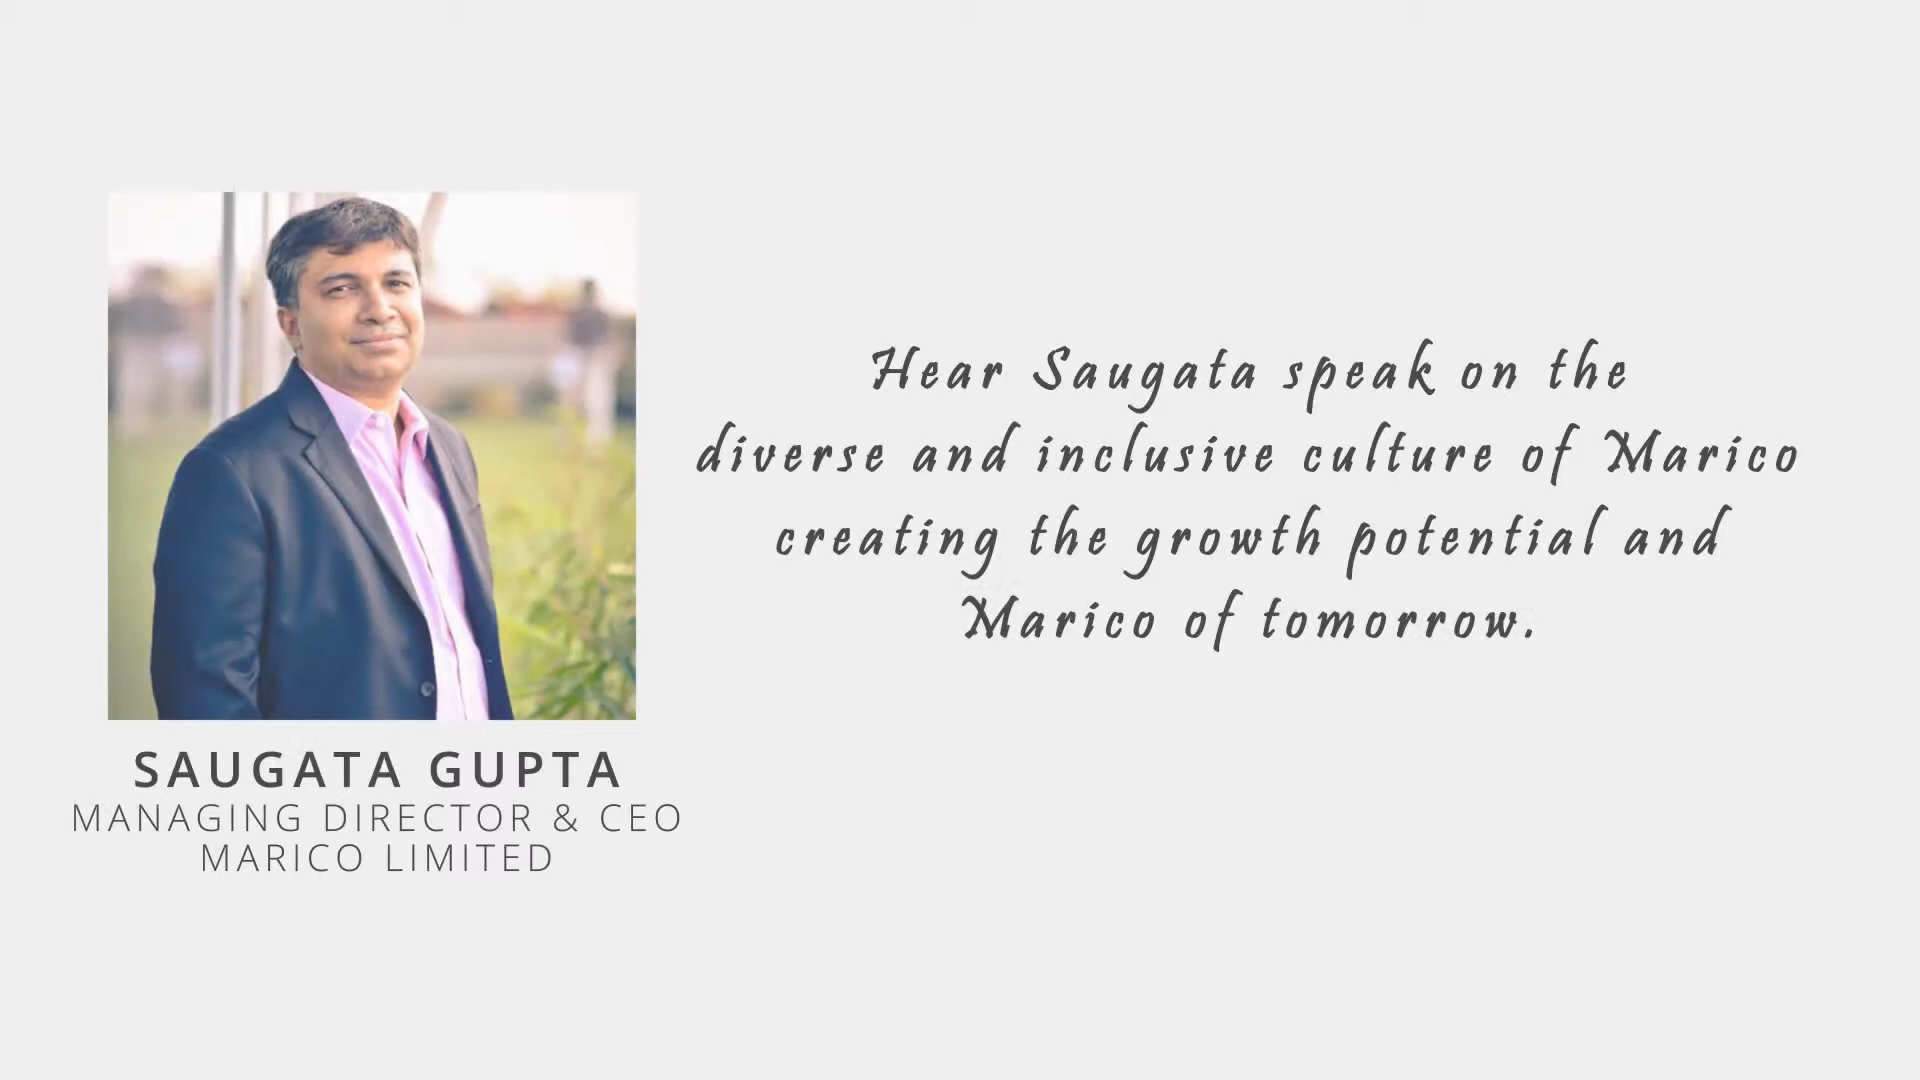 Hear Saugata speak on the
diverse and inclusive culture of Marico
creating the growth potential and
Marico of tomorrow.
SAUGATA GUPTA
MANAGING DIRECTOR & CEO
MARICO LIMITED